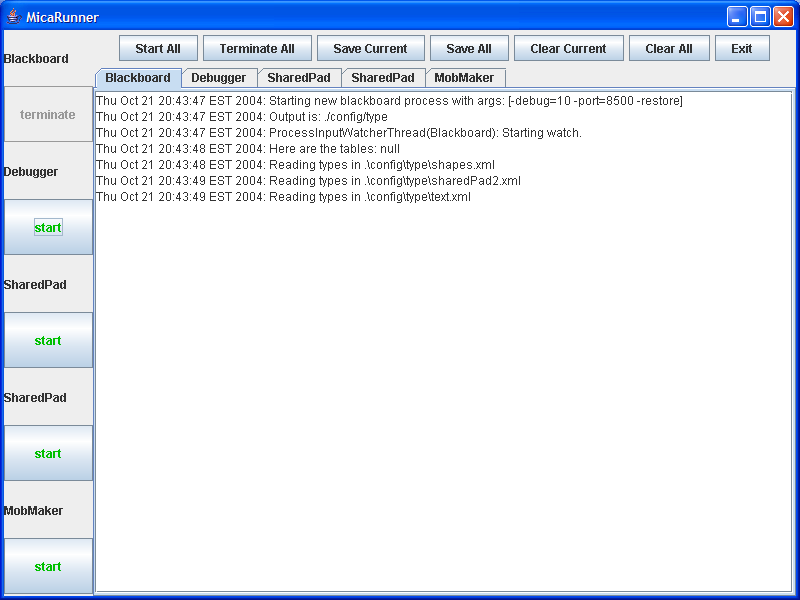 MicaRunner
Start All Terminate All Save Current Save All Clear Current Clear All Exit
Blackboard
terminate
Debugger
start
SharedPad
start
SharedPad
start
MobMaker
start
Blackboard Debugger SharedPad SharedPad MobMaker
Thu Oct 21 20:43:47 EST 2004: Starting new blackboard process with args: [-debug=10 -port=8500 -restore]
Thu Oct 21 20:43:47 EST 2004: Output is: ./config/type
Thu Oct 21 20:43:47 EST 2004: ProcessInputWatcherThread(Blackboard): Starting watch.
Thu Oct 21 20:43:48 EST 2004: Here are the tables: null
Thu Oct 21 20:43:48 EST 2004: Reading types in .\config\type\shapes.xml
Thu Oct 21 20:43:49 EST 2004: Reading types in .\config\type\sharedPad2.xml
Thu Oct 21 20:43:49 EST 2004: Reading types in .\config\type\text.xml